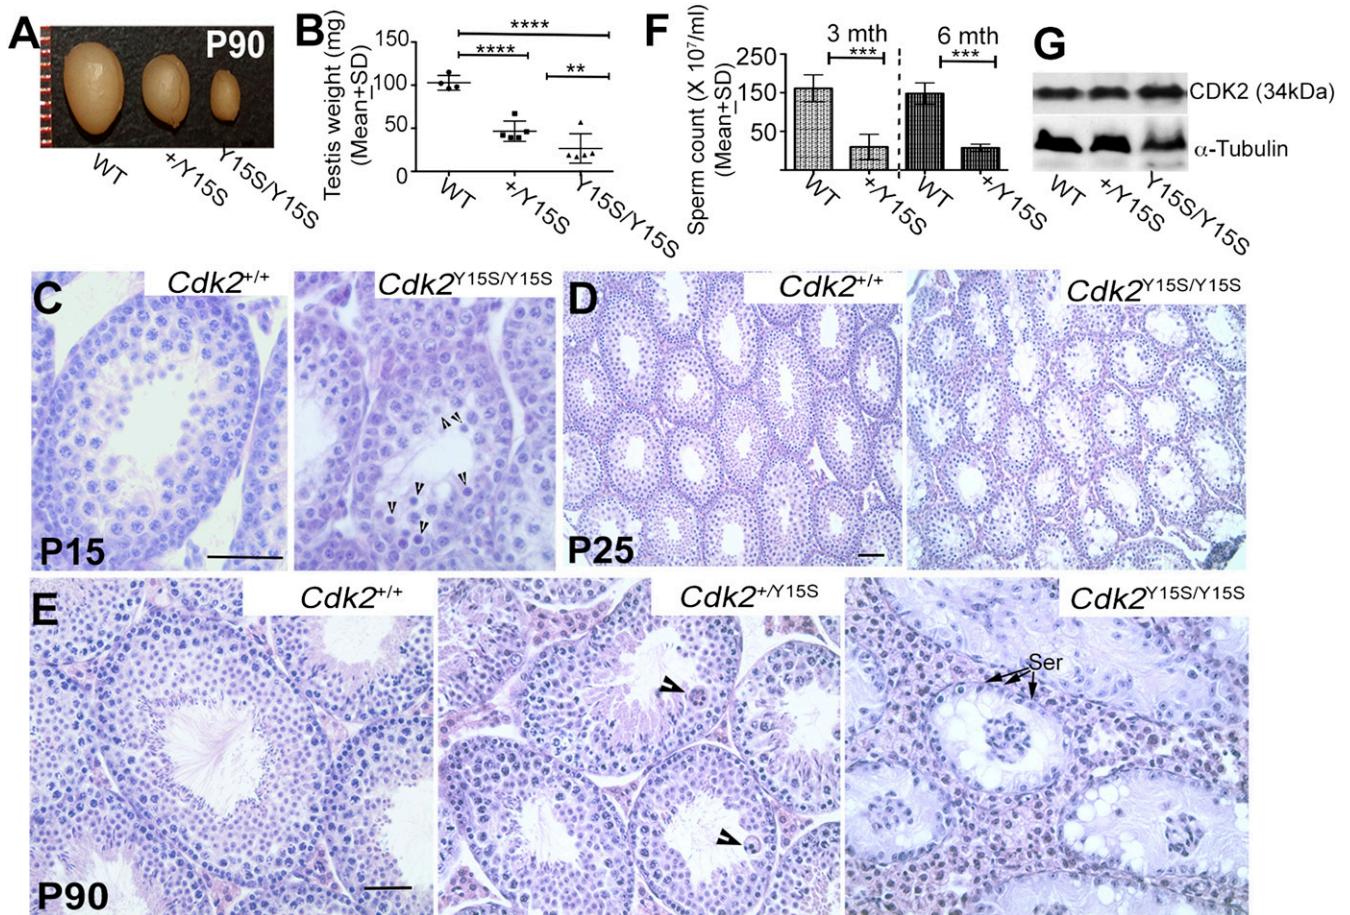 A
P90
WT
+/Y15S
Y15S/Y15S
B
Testis weight (mg)
(Mean+SD)
150
100
50
0
****
****
**
WT
+/Y15S
Y15S/Y15S
F
Sperm count (X 10⁷/ml)
(Mean+SD)
250
150
50
3 mth
***
6 mth
***
WT
+/Y15S
WT
+/Y15S
G
CDK2 (34kDa)
α-Tubulin
WT
+/Y15S
Y15S/Y15S
C
Cdk2+/+
Cdk2Y15S/Y15S
P15
D
Cdk2+/+
Cdk2Y15S/Y15S
P25
E
Cdk2+/+
Cdk2+/Y15S
Cdk2Y15S/Y15S
Ser
P90